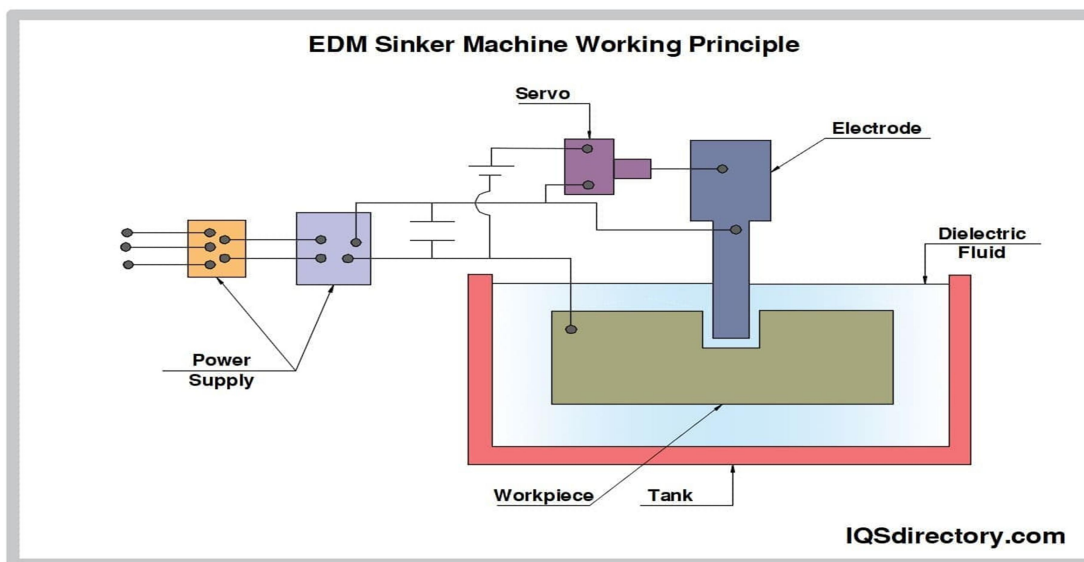 EDM Sinker Machine Working Principle
Servo
Electrode
Dielectric
Fluid
Power
Supply
Workpiece
Tank
IQSdirectory.com